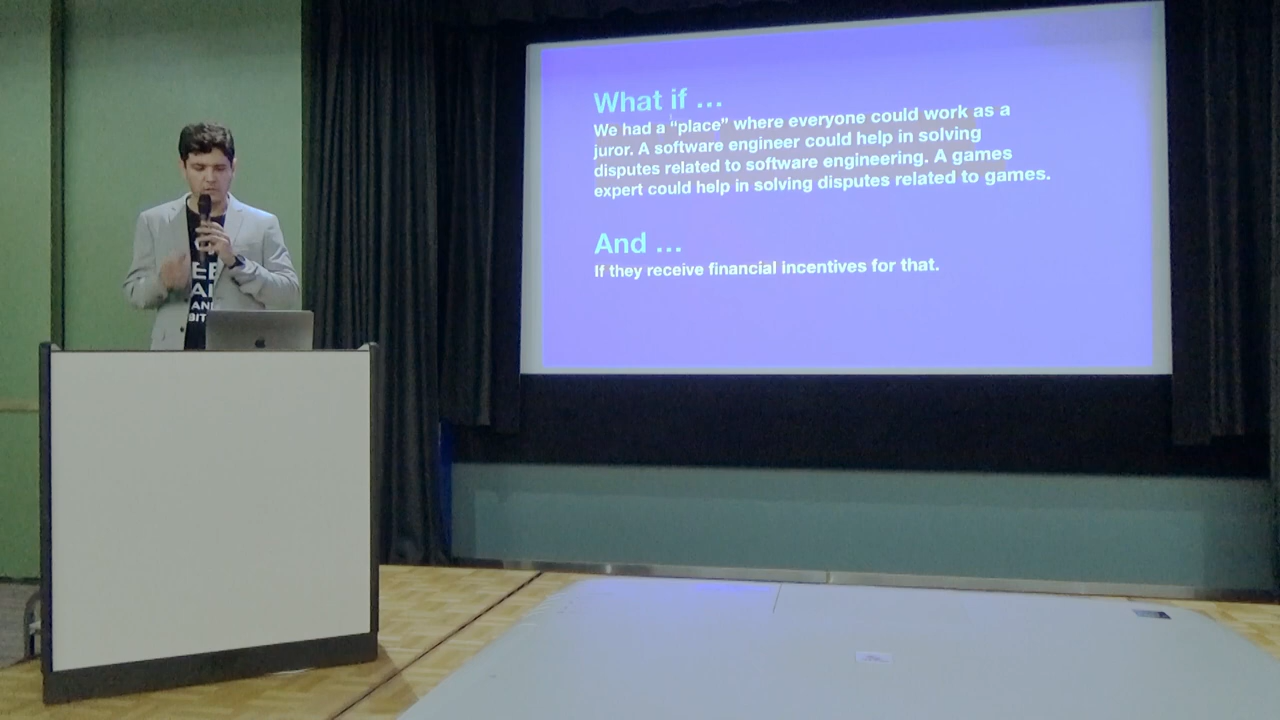 What if ...
We had a “place” where everyone could work as a
juror. A software engineer could help in solving
disputes related to software engineering. A games
expert could help in solving disputes related to games.
And ...
If they receive financial incentives for that.
AND